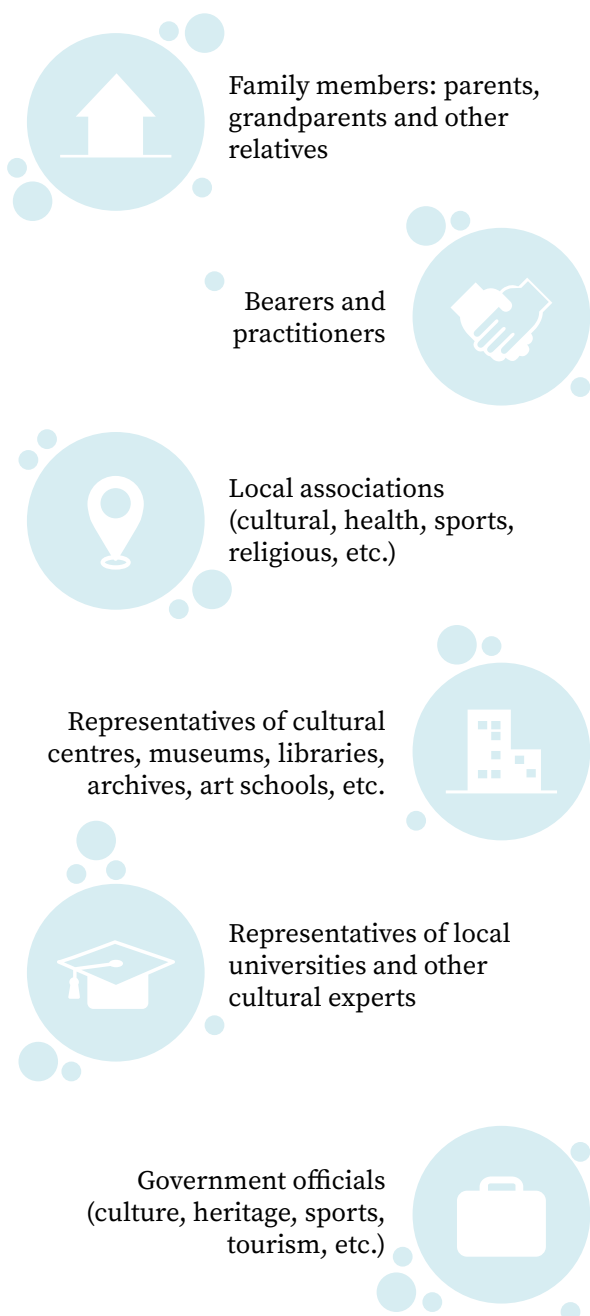 Family members: parents,
grandparents and other
relatives
Bearers and
practitioners
Local associations
(cultural, health, sports,
religious, etc.)
Representatives of cultural
centres, museums, libraries,
archives, art schools, etc.
Representatives of local
universities and other
cultural experts
Government officials
(culture, heritage, sports,
tourism, etc.)